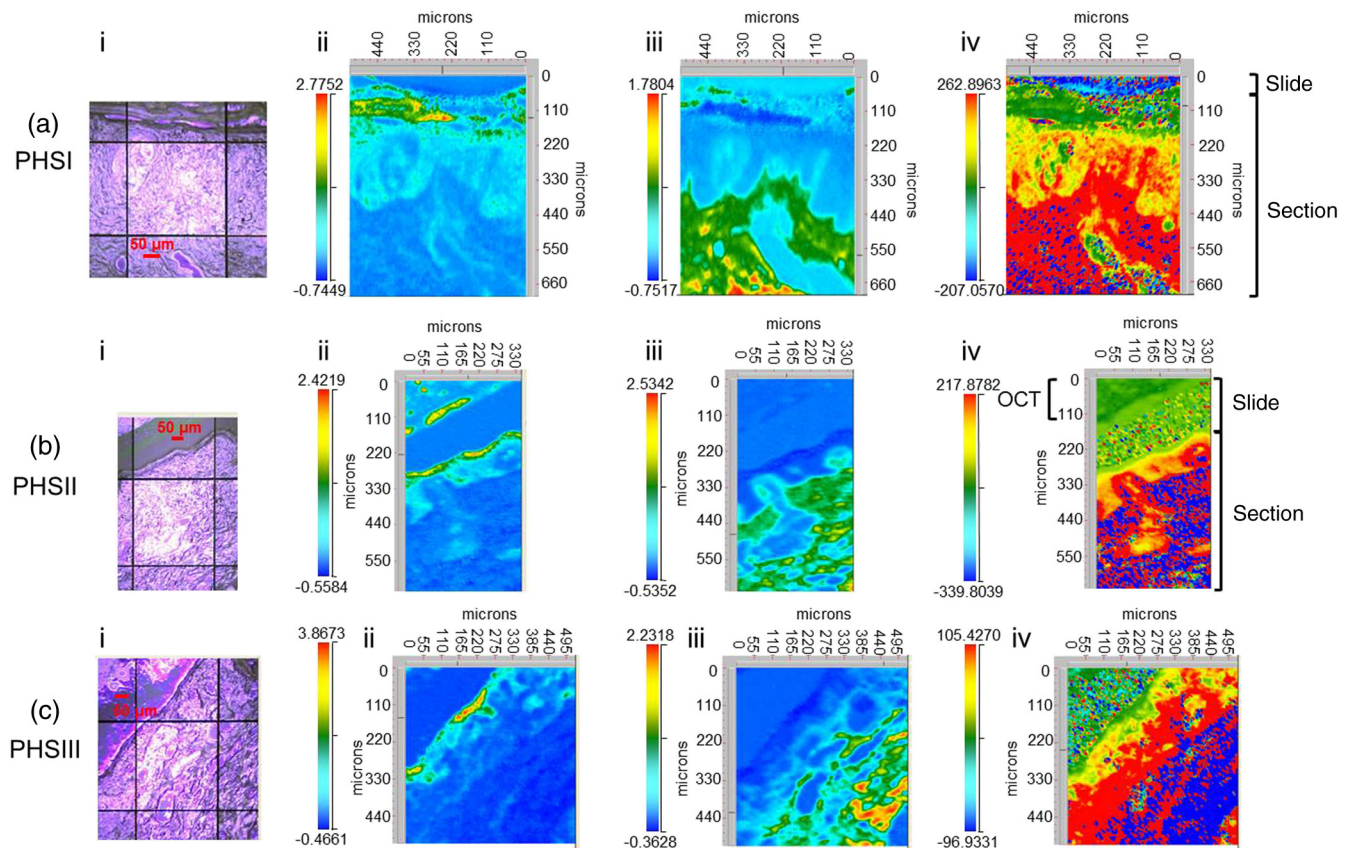 microns
i ii iii iv
440 330 220 110 0
440 330 220 110 0
440 330 220 110 0
2.7752
1.7804
262.8963
0 110 220 330 440 550 660
microns
0 110 220 330 440 550 660
microns
0 110 220 330 440 550 660
microns
(a)
PHSI
50 µm
-0.7449
-0.7517
-207.0570
Slide
Section
microns
microns
microns
microns
microns
i ii iii iv
0 55 110 165 220 275 330
0 55 110 165 220 275 330
0 55 110 165 220 275 330
2.4219
2.5342
217.8782
0 110 220 330 440 550
microns
0 110 220 330 440 550
microns
0 110 220 330 440 550
microns
OCT
(b)
PHSII
50 µm
-0.5584
-0.5352
-339.8039
Slide
Section
microns
microns
microns
i ii iii iv
0 55 110 165 220 275 330 385 440 495
0 55 110 165 220 275 330 385 440 495
0 55 110 165 220 275 330 385 440 495
3.8673
2.2318
105.4270
0 110 220 330 440
microns
0 110 220 330 440
microns
0 110 220 330 440
microns
(c)
PHSIII
50 µm
-0.4661
-0.3628
-96.9331